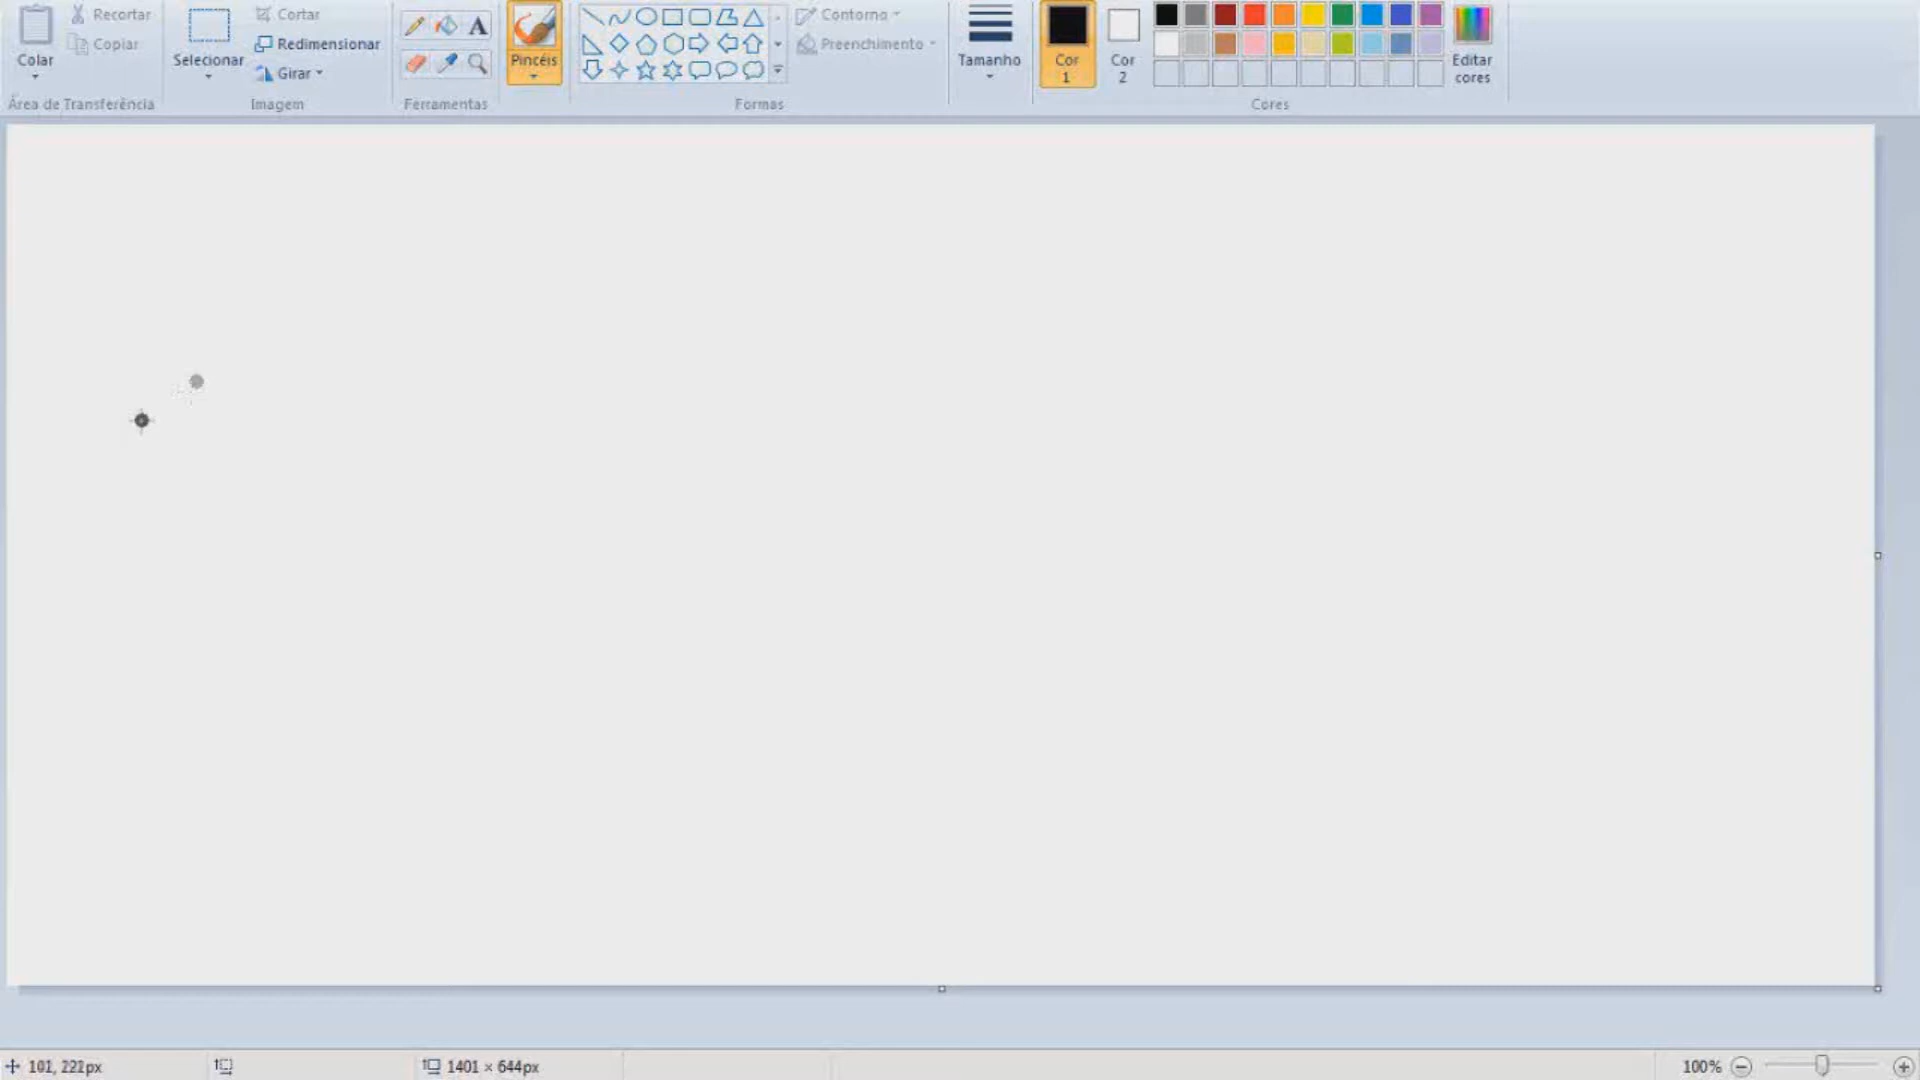 Colar
Recortar
Copiar
Área de Transferência
Selecionar
Cortar
Redimensionar
Girar
Imagem
A
Ferramentas
Pincéis
Formas
Contorno
Preenchimento
Tamanho
Cor
1
Cor
2
Cores
Editar
cores
101, 222px
1401 × 644px
100%